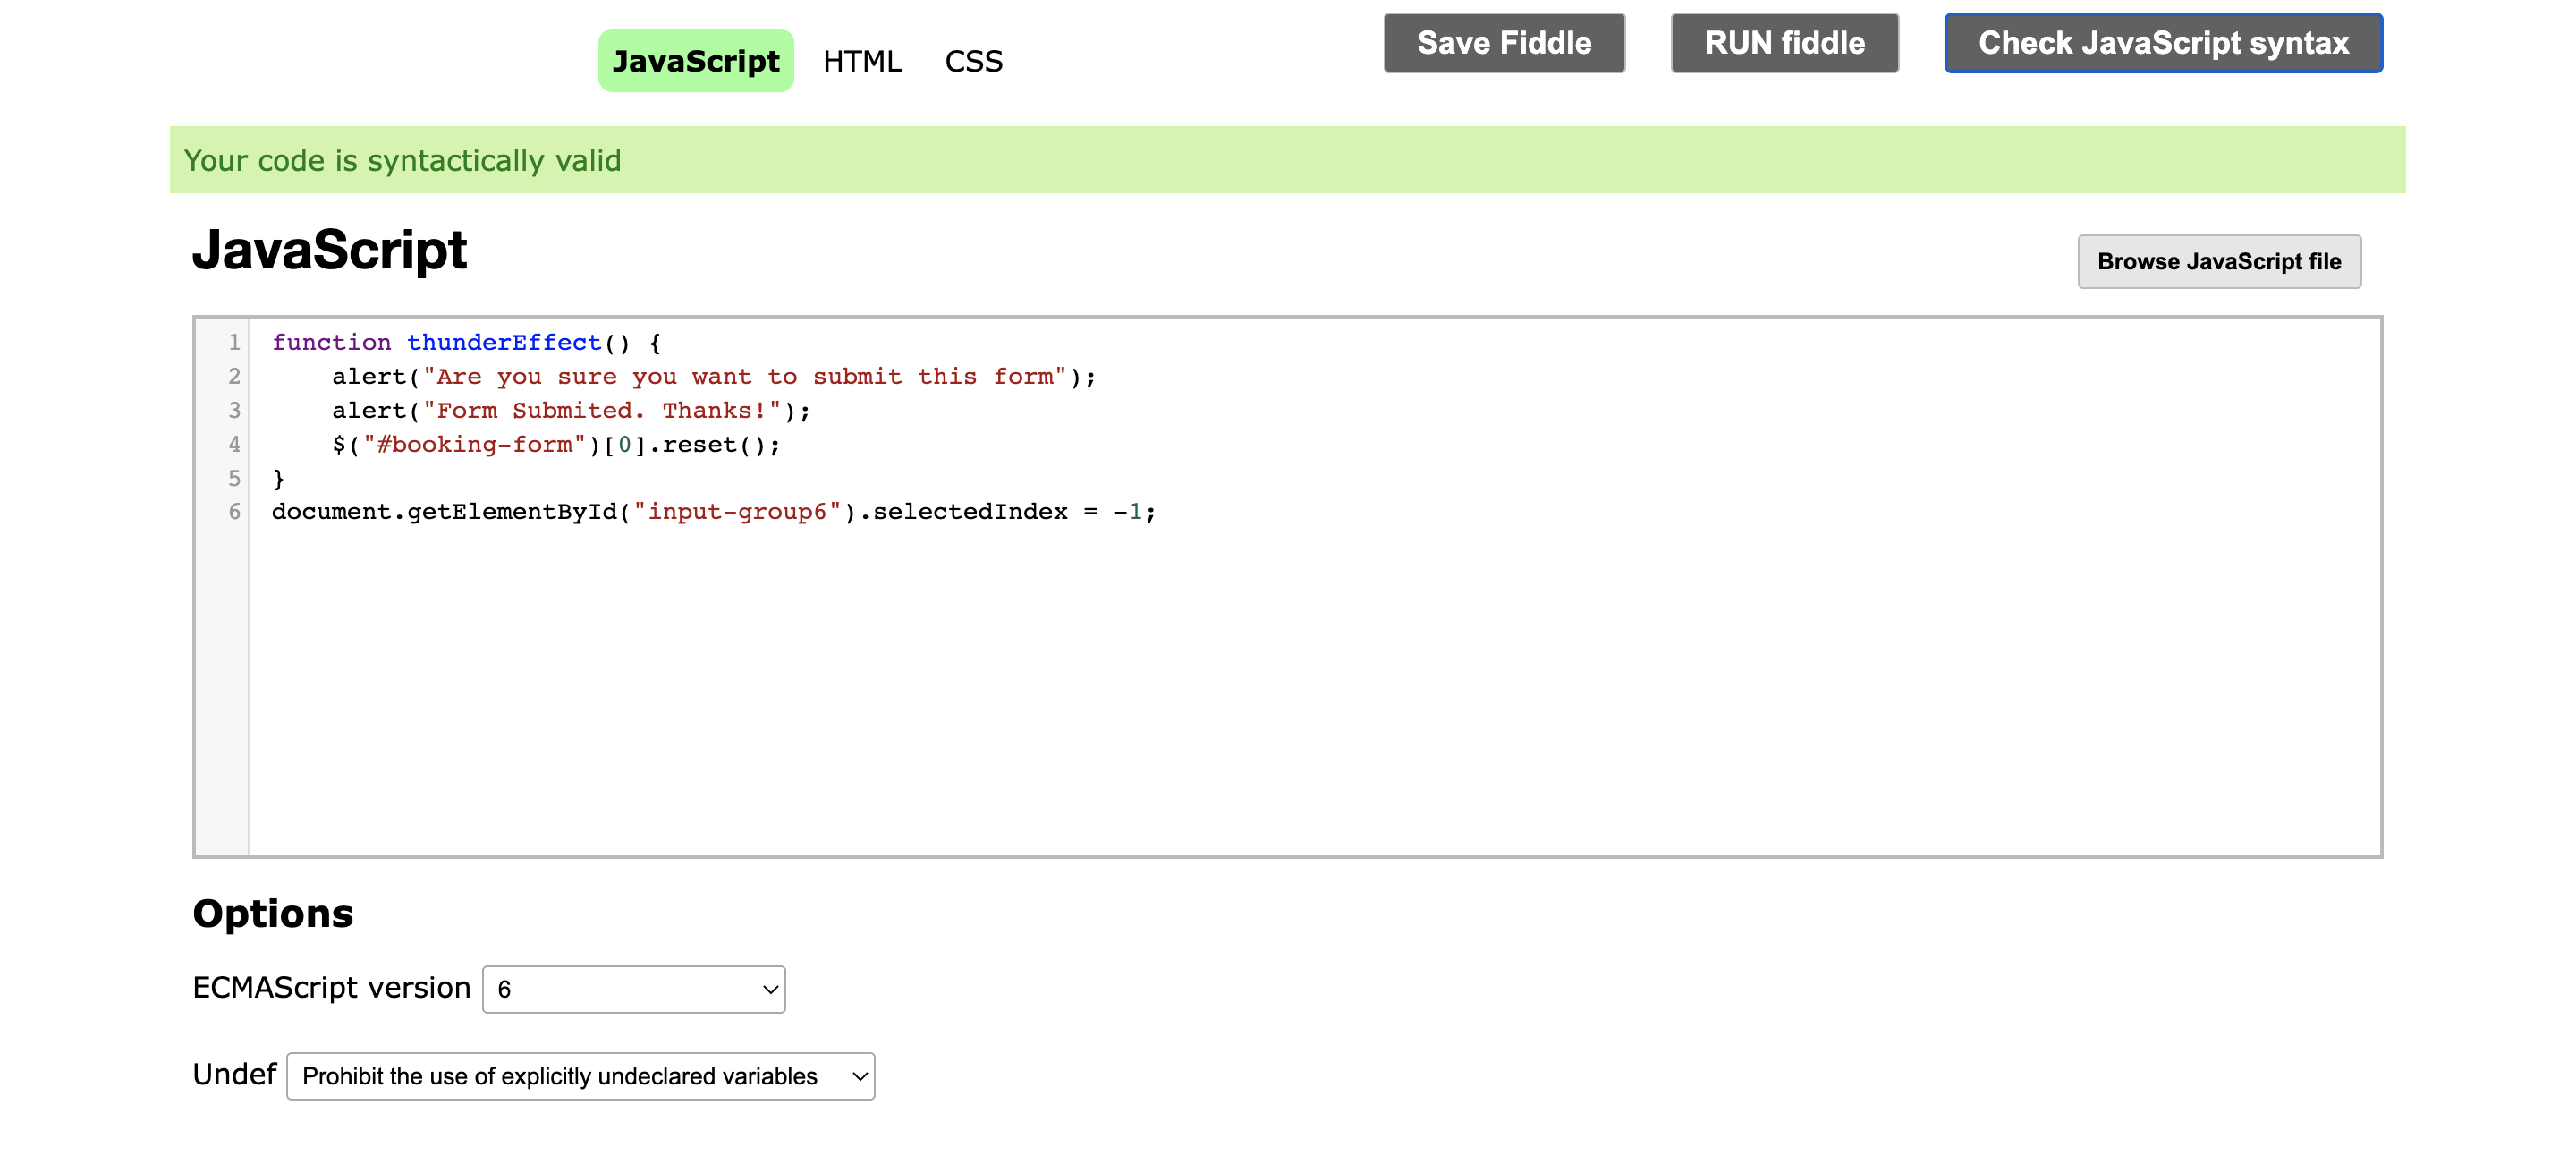 JavaScript HTML CSS Save Fiddle RUN fiddle Check JavaScript syntax
Your code is syntactically valid
JavaScript
Browse JavaScript file
1 function thunderEffect() {
2     alert("Are you sure you want to submit this form");
3     alert("Form Submited. Thanks!");
4     $("#booking-form")[0].reset();
5 }
6 document.getElementById("input-group6").selectedIndex = -1;
Options
ECMAScript version 6
Undef Prohibit the use of explicitly undeclared variables